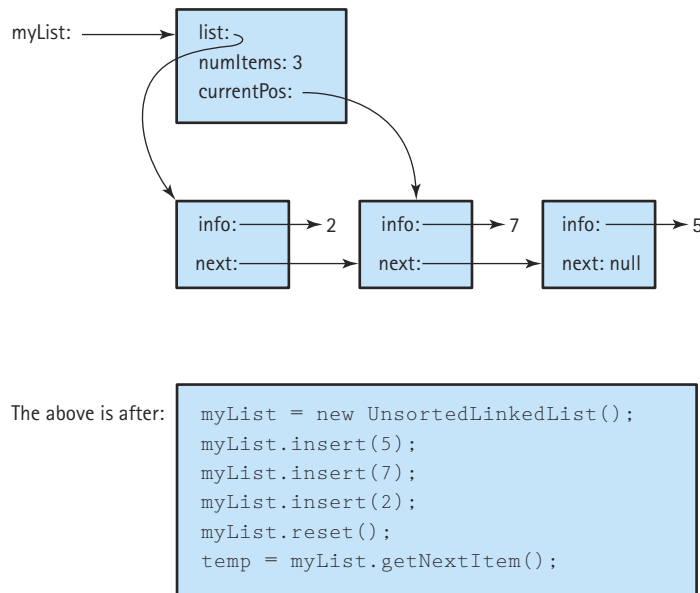 myList:
list:
numItems: 3
currentPos:
info: 2
info: 7
info: 5
next:
next:
next: null
The above is after:
myList = new UnsortedLinkedList();
myList.insert(5);
myList.insert(7);
myList.insert(2);
myList.reset();
temp = myList.getNextItem();